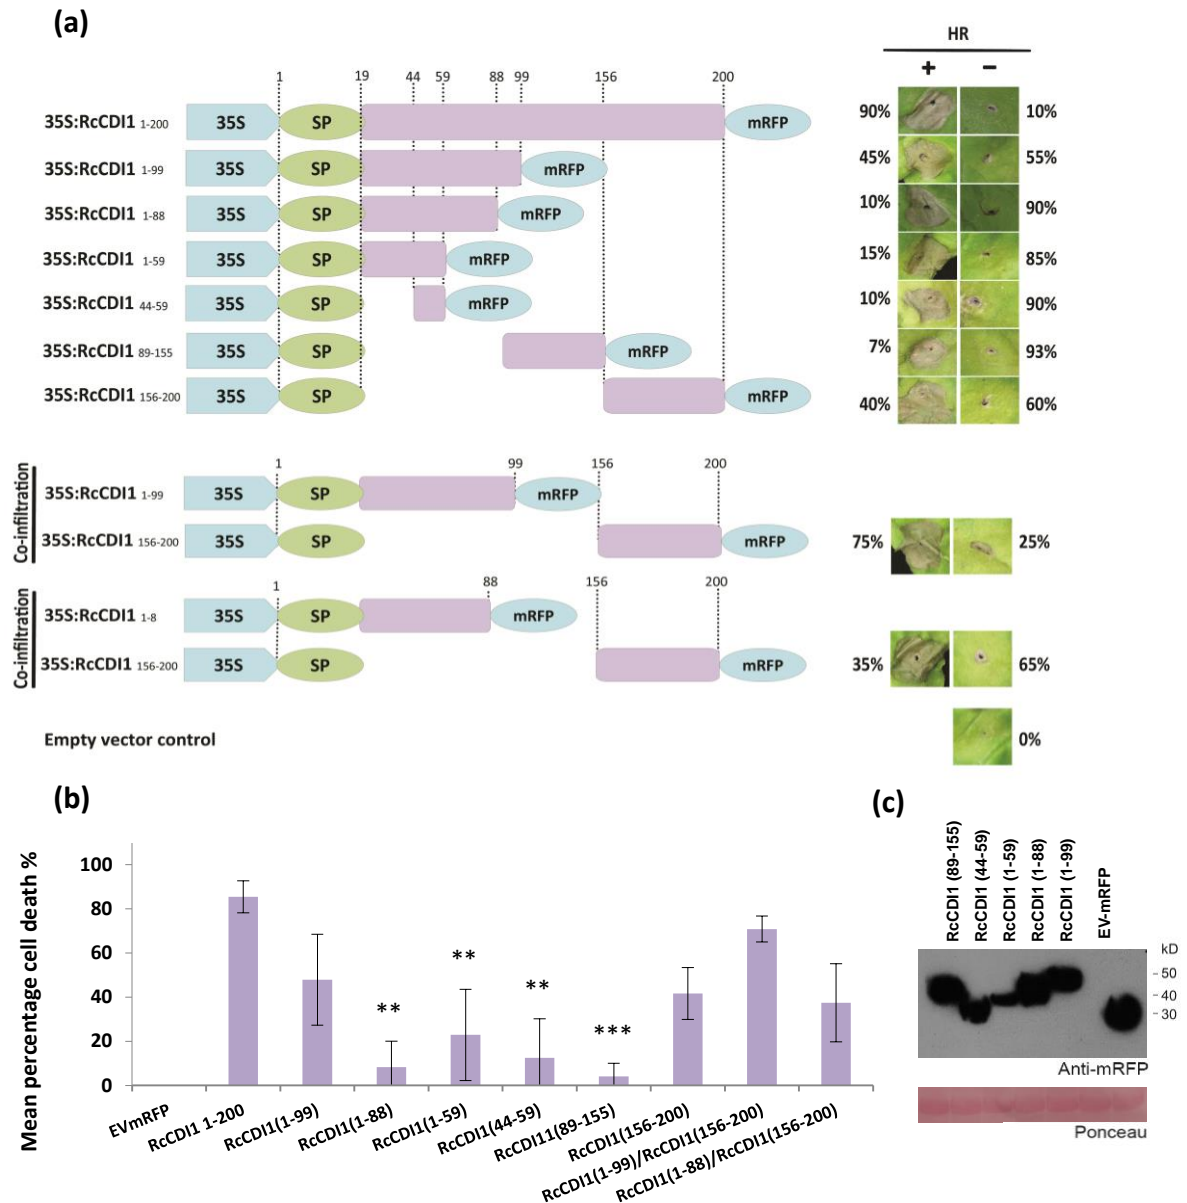 (a)
HR
+ −
1 19 44 59 88 99 156 200
35S:RcCDI1 1-200 35S SP mRFP 90% 10%
35S:RcCDI1 1-99 35S SP mRFP 45% 55%
35S:RcCDI1 1-88 35S SP mRFP 10% 90%
35S:RcCDI1 1-59 35S SP mRFP 15% 85%
35S:RcCDI1 44-59 35S SP mRFP 10% 90%
35S:RcCDI1 89-155 35S SP mRFP 7% 93%
35S:RcCDI1 156-200 35S SP mRFP 40% 60%
Co-infiltration
1 99 156 200
35S:RcCDI1 1-99 35S SP mRFP
35S:RcCDI1 156-200 35S SP mRFP 75% 25%
Co-infiltration
1 88 156 200
35S:RcCDI1 1-8 35S SP mRFP
35S:RcCDI1 156-200 35S SP mRFP 35% 65%
Empty vector control 0%
(b)
Mean percentage cell death %
100
80
60
40
20
0
** ** ** ***
EVmRFP
RcCDI1 1-200
RcCDI1(1-99)
RcCDI1(1-88)
RcCDI1(1-59)
RcCDI1(44-59)
RcCDI11(89-155)
RcCDI1(156-200)
RcCDI1(1-99)/RcCDI1(156-200)
RcCDI1(1-88)/RcCDI1(156-200)
(c)
RcCDI1 (89-155)
RcCDI1 (44-59)
RcCDI1 (1-59)
RcCDI1 (1-88)
RcCDI1 (1-99)
EV-mRFP
kD
- 50
- 40
- 30
Anti-mRFP
Ponceau